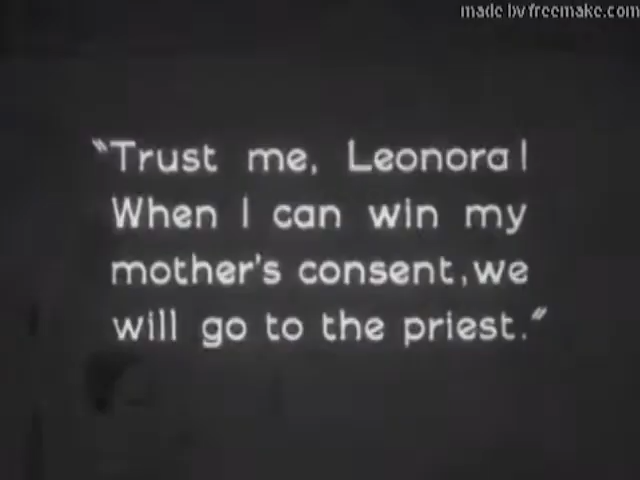 made by freemake.com
"Trust me, Leonora!
When I can win my
mother's consent, we
will go to the priest."